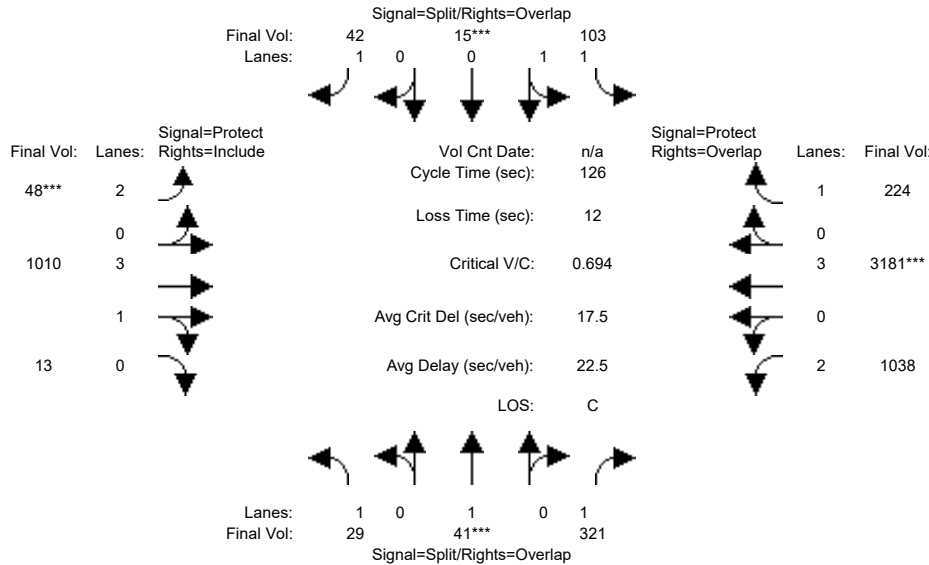 Signal=Split/Rights=Overlap
Final Vol: 42 15*** 103
Lanes: 1 0 0 1 1
Signal=Protect
Final Vol: Lanes: Rights=Include
Vol Cnt Date: n/a
Signal=Protect
Rights=Overlap Lanes: Final Vol:
Cycle Time (sec): 126
48*** 2
1 224
Loss Time (sec): 12
0
0
1010 3
Critical V/C: 0.694
3 3181***
1
Avg Crit Del (sec/veh): 17.5
0
13 0
Avg Delay (sec/veh): 22.5
2 1038
LOS: C
Lanes: 1 0 1 0 1
Final Vol: 29 41*** 321
Signal=Split/Rights=Overlap